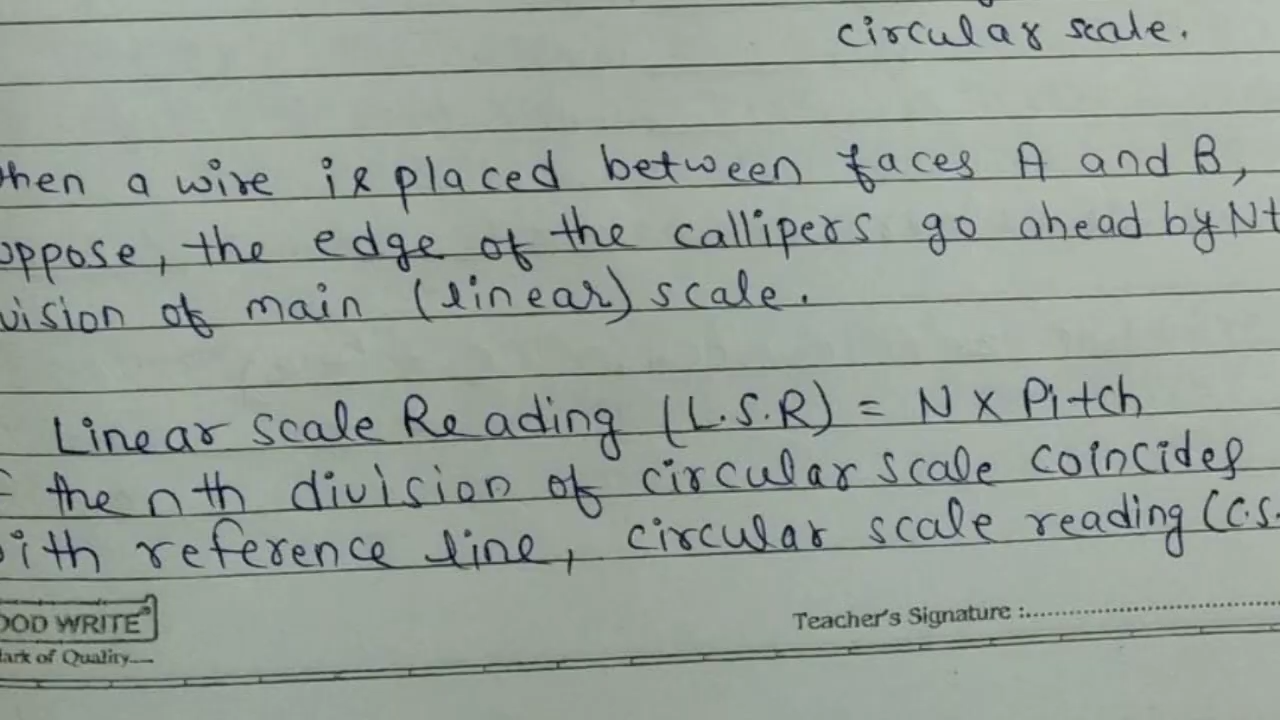 circular scale.
hen a wire is placed between faces A and B,
oppose, the edge of the callipers go ahead by Nt
vision of main (linear) scale.
Linear scale Reading (L.S.R) = N x Pitch
the nth division of circular scale coincides
ith reference line, circular scale reading (C.S.
OOD WRITE
Teacher's Signature :
ark of Quality